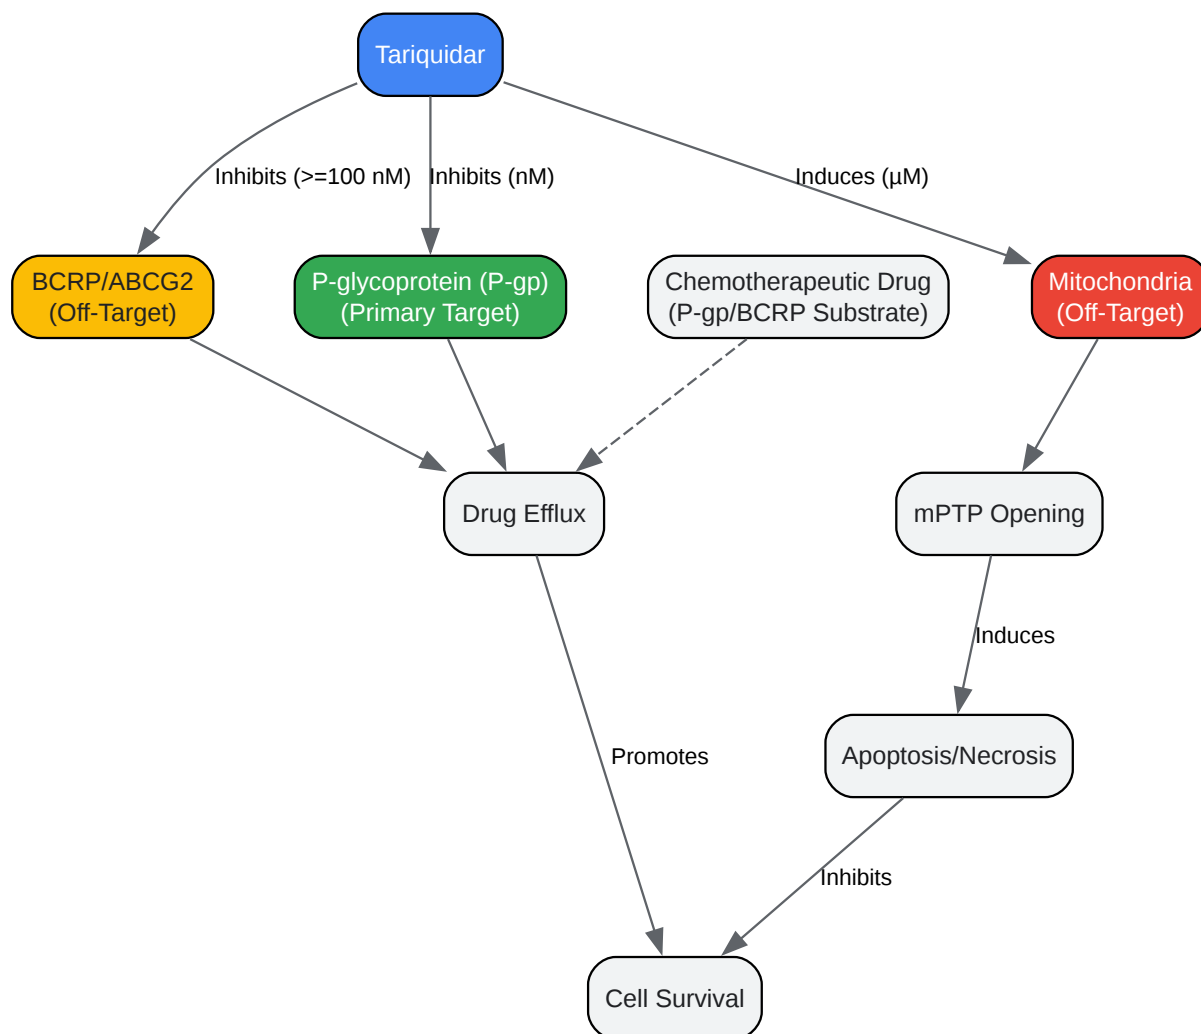 Tariquidar
Inhibits (>=100 nM)
Inhibits (nM)
Induces (µM)
BCRP/ABCG2
(Off-Target)
P-glycoprotein (P-gp)
(Primary Target)
Chemotherapeutic Drug
(P-gp/BCRP Substrate)
Mitochondria
(Off-Target)
Drug Efflux
mPTP Opening
Induces
Promotes
Apoptosis/Necrosis
Inhibits
Cell Survival